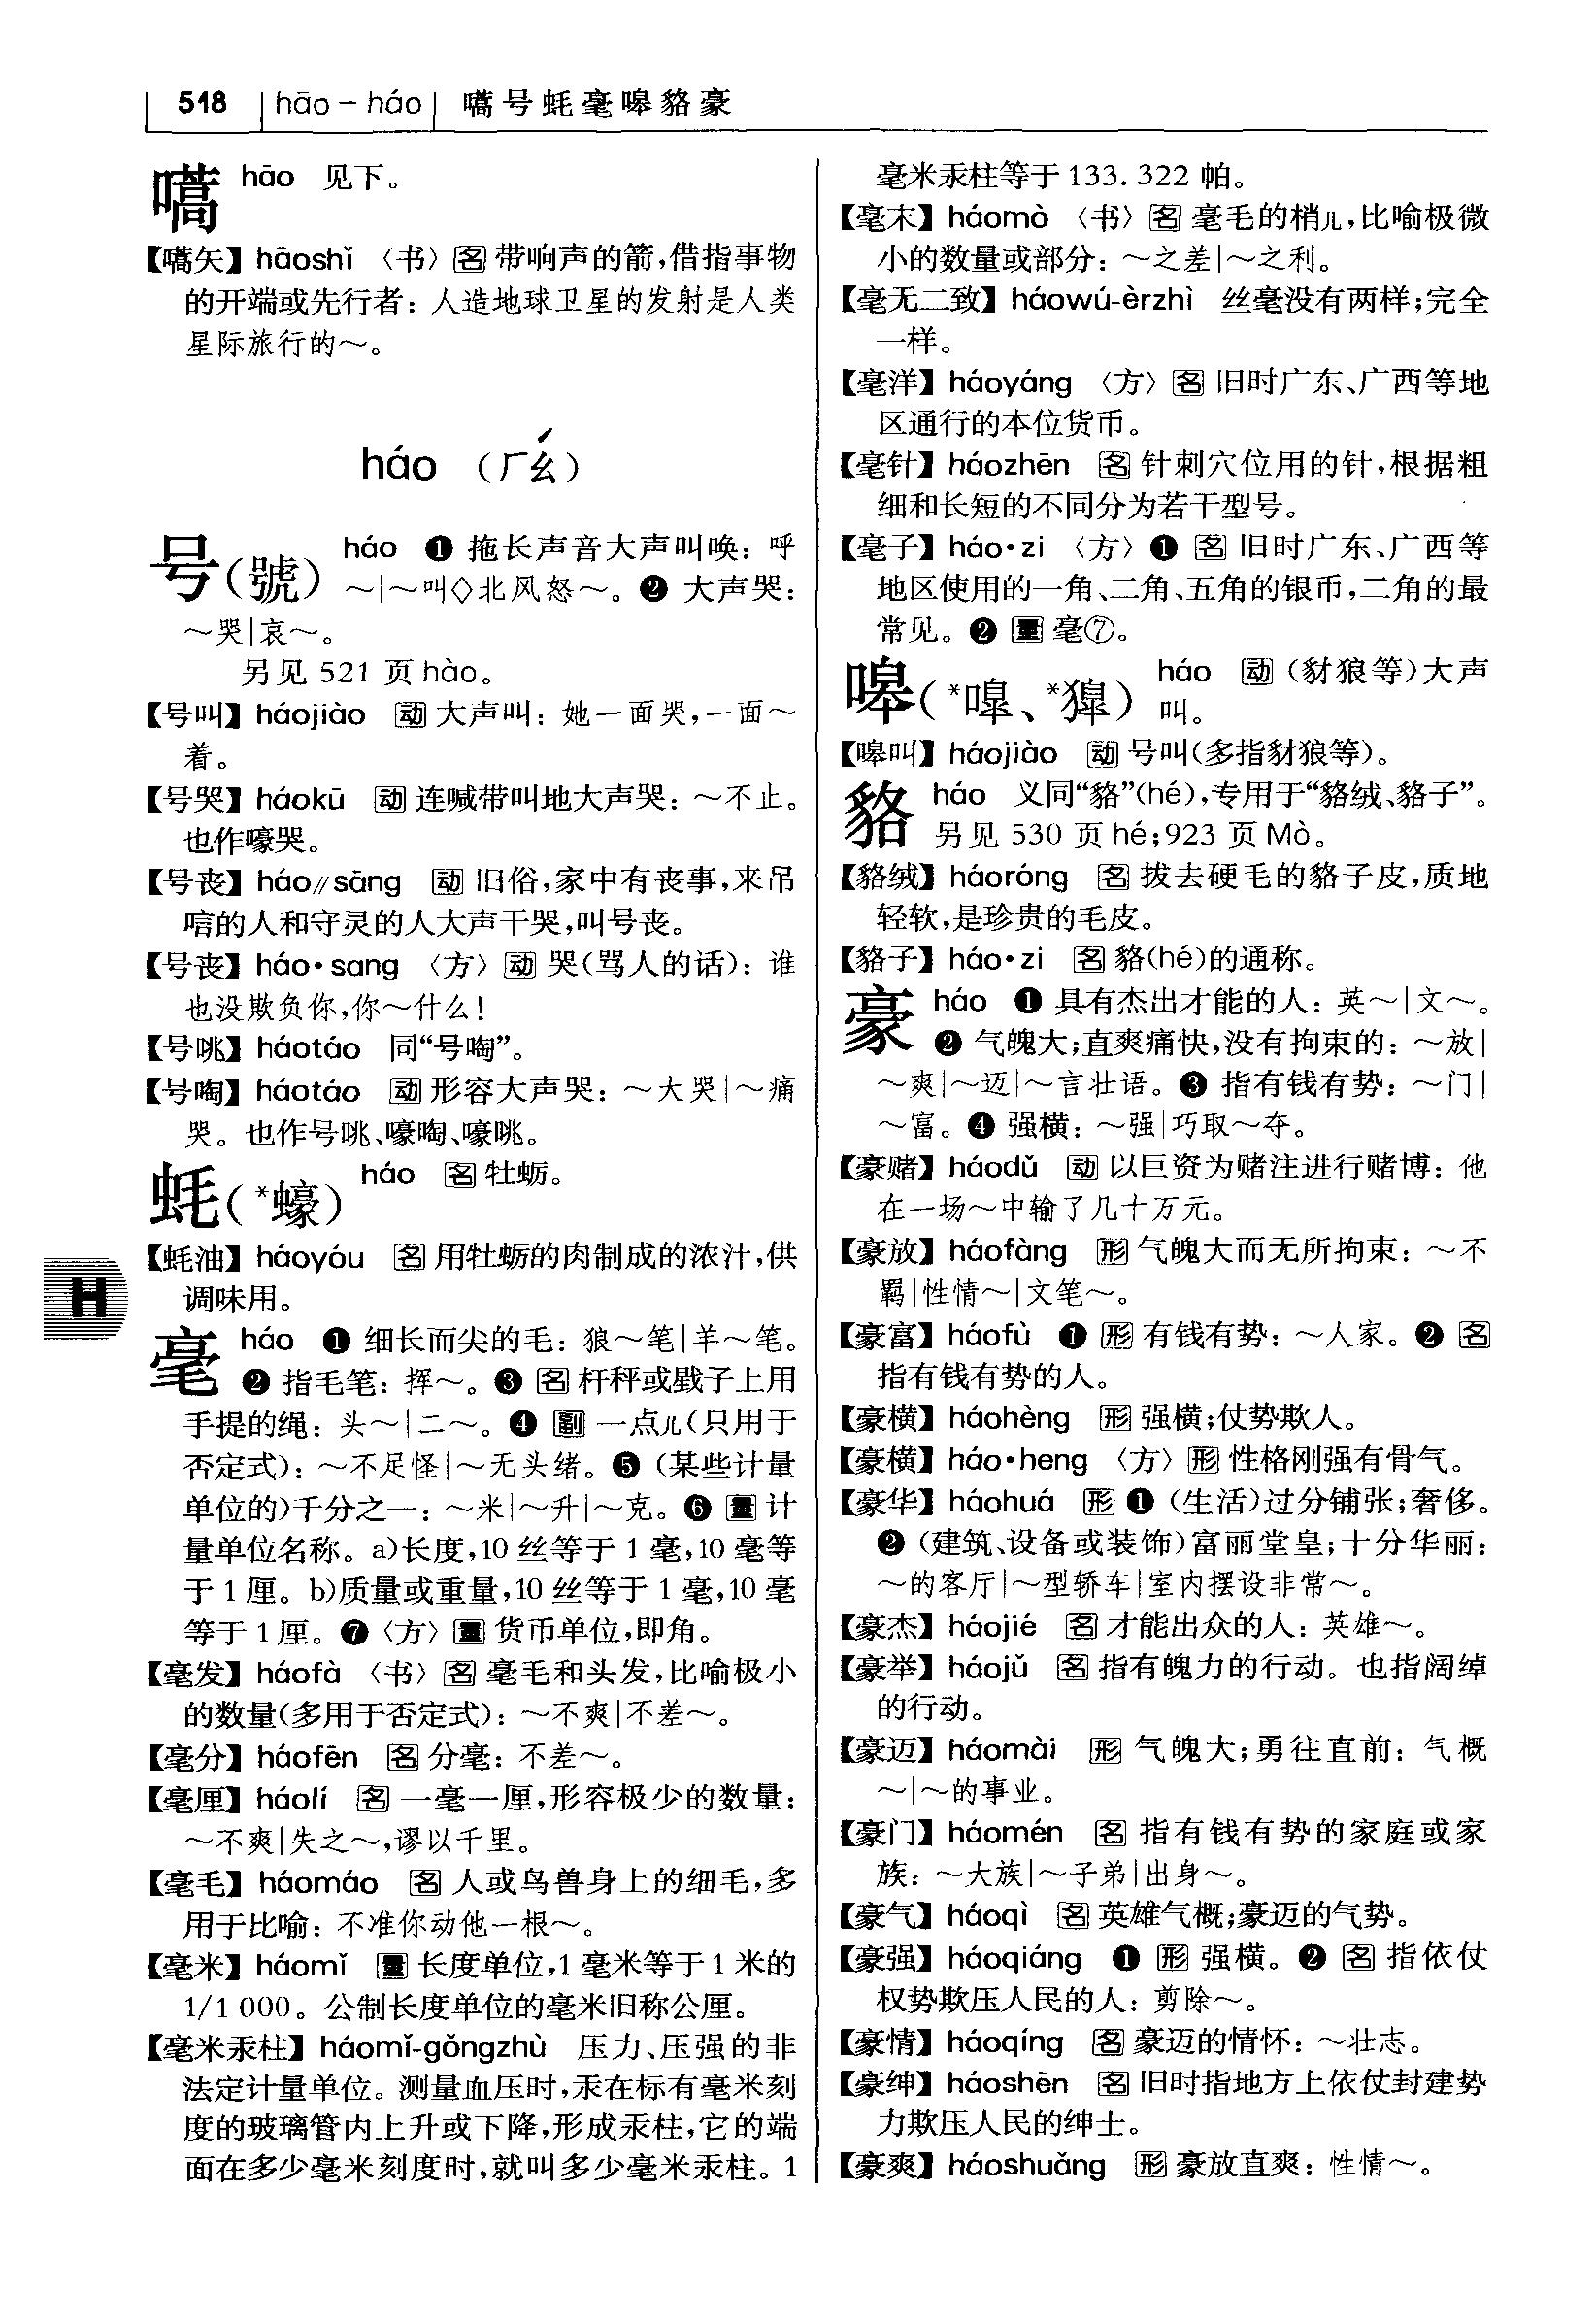 518 hāo－háo 嚆号蚝毫嗥貉豪
嚆 hāo 见下。
【嚆矢】 hāoshǐ 〈书〉 名 带响声的箭，借指事物
的开端或先行者：人造地球卫星的发射是人类
星际旅行的～。
háo （ㄏㄠˊ）
号（號） háo ❶ 拖长声音大声叫唤：呼
～|～叫◇北风怒～。❷ 大声哭：
～哭|哀～。
另见 521 页 hào。
【号叫】 háojiào 动 大声叫：她一面哭，一面～
着。
【号哭】 háokū 动 连喊带叫地大声哭：～不止。
也作嚎哭。
【号丧】 háo∥sāng 动 旧俗，家中有丧事，来吊
唁的人和守灵的人大声干哭，叫号丧。
【号丧】 háo•sang 〈方〉 动 哭（骂人的话）：谁
也没欺负你，你～什么！
【号咷】 háotáo 同“号啕”。
【号啕】 háotáo 动 形容大声哭：～大哭|～痛
哭。也作号咷、嚎啕、嚎咷。
蚝（*蠔） háo 名 牡蛎。
【蚝油】 háoyóu 名 用牡蛎的肉制成的浓汁，供
调味用。
H
毫 háo ❶ 细长而尖的毛：狼～笔|羊～笔。
❷ 指毛笔：挥～。❸ 名 杆秤或戥子上用
手提的绳：头～|二～。❹ 副 一点儿（只用于
否定式）：～不足怪|～无头绪。❺（某些计量
单位的）千分之一：～米|～升|～克。❻ 量 计
量单位名称。a)长度，10 丝等于 1 毫，10 毫等
于 1 厘。b)质量或重量，10 丝等于 1 毫，10 毫
等于 1 厘。❼〈方〉 量 货币单位，即角。
【毫发】 háofà 〈书〉 名 毫毛和头发，比喻极小
的数量（多用于否定式）：～不爽|不差～。
【毫分】 háofēn 名 分毫：不差～。
【毫厘】 háolí 名 一毫一厘，形容极少的数量：
～不爽|失之～，谬以千里。
【毫毛】 háomáo 名 人或鸟兽身上的细毛，多
用于比喻：不准你动他一根～。
【毫米】 háomǐ 量 长度单位，1 毫米等于 1 米的
1/1 000。公制长度单位的毫米旧称公厘。
【毫米汞柱】 háomǐ-gǒngzhù 压力、压强的非
法定计量单位。测量血压时，汞在标有毫米刻
度的玻璃管内上升或下降，形成汞柱，它的端
面在多少毫米刻度时，就叫多少毫米汞柱。1
毫米汞柱等于 133. 322 帕。
【毫末】 háomò 〈书〉 名 毫毛的梢儿，比喻极微
小的数量或部分：～之差|～之利。
【毫无二致】 háowú-èrzhì 丝毫没有两样；完全
一样。
【毫洋】 háoyáng 〈方〉 名 旧时广东、广西等地
区通行的本位货币。
【毫针】 háozhēn 名 针刺穴位用的针，根据粗
细和长短的不同分为若干型号。
【毫子】 háo•zi 〈方〉 ❶ 名 旧时广东、广西等
地区使用的一角、二角、五角的银币，二角的最
常见。❷ 量 毫⑦。
嗥（*嘷、*獋） háo 动 （豺狼等）大声
叫。
【嗥叫】 háojiào 动 号叫（多指豺狼等）。
貉 háo 义同“貉”（hé），专用于“貉绒、貉子”。
另见 530 页 hé；923 页 Mò。
【貉绒】 háoróng 名 拔去硬毛的貉子皮，质地
轻软，是珍贵的毛皮。
【貉子】 háo•zi 名 貉（hé）的通称。
豪 háo ❶ 具有杰出才能的人：英～|文～。
❷ 气魄大；直爽痛快，没有拘束的：～放|
～爽|～迈|～言壮语。❸ 指有钱有势：～门|
～富。❹ 强横：～强|巧取～夺。
【豪赌】 háodǔ 动 以巨资为赌注进行赌博：他
在一场～中输了几十万元。
【豪放】 háofàng 形 气魄大而无所拘束：～不
羁|性情～|文笔～。
【豪富】 háofù ❶ 形 有钱有势：～人家。❷ 名
指有钱有势的人。
【豪横】 háohèng 形 强横；仗势欺人。
【豪横】 háo•heng 〈方〉 形 性格刚强有骨气。
【豪华】 háohuá 形 ❶（生活）过分铺张；奢侈。
❷（建筑、设备或装饰）富丽堂皇；十分华丽：
～的客厅|～型轿车|室内摆设非常～。
【豪杰】 háojié 名 才能出众的人：英雄～。
【豪举】 háojǔ 名 指有魄力的行动。也指阔绰
的行动。
【豪迈】 háomài 形 气魄大；勇往直前：气概
～|～的事业。
【豪门】 háomén 名 指有钱有势的家庭或家
族：～大族|～子弟|出身～。
【豪气】 háoqì 名 英雄气概；豪迈的气势。
【豪强】 háoqiáng ❶ 形 强横。❷ 名 指依仗
权势欺压人民的人：剪除～。
【豪情】 háoqíng 名 豪迈的情怀：～壮志。
【豪绅】 háoshēn 名 旧时指地方上依仗封建势
力欺压人民的绅士。
【豪爽】 háoshuǎng 形 豪放直爽：性情～。